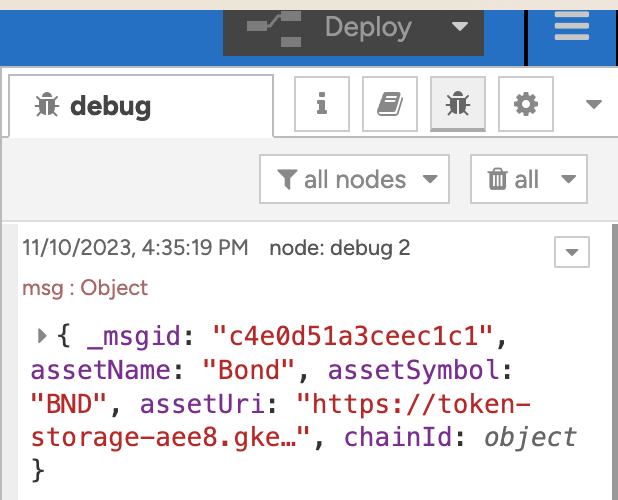 Deploy
debug
all nodes
all
11/10/2023, 4:35:19 PM node: debug 2
msg : Object
{ _msgid: "c4e0d51a3ceec1c1",
assetName: "Bond", assetSymbol:
"BND", assetUri: "https://token-
storage-aee8.gke…", chainId: object
}